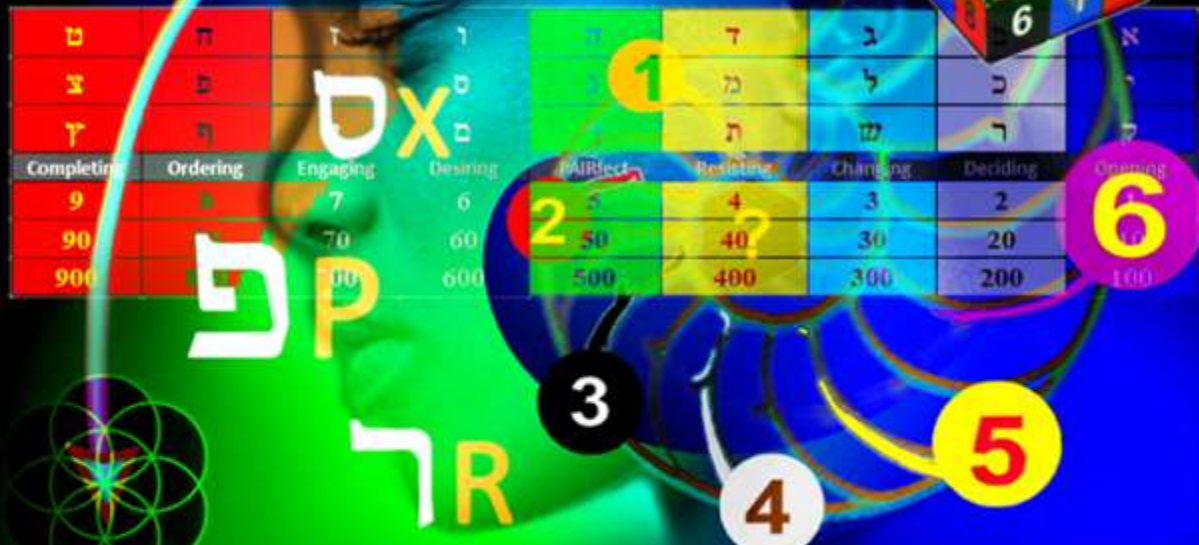 6
ט ח ז ו ה ד ג ב א
צ פ ס נ מ ל כ י
ץ ף ם ת ש ר ק
ס X
1
Completing Ordering Engaging Desiring PAIRfect Resisting Changing Deciding Opening
9 8 7 6 5 4 3 2
90 70 60 50 40 30 20
900 600 500 400 300 200 100
2
?
6
פ P
3
ר R
4
5